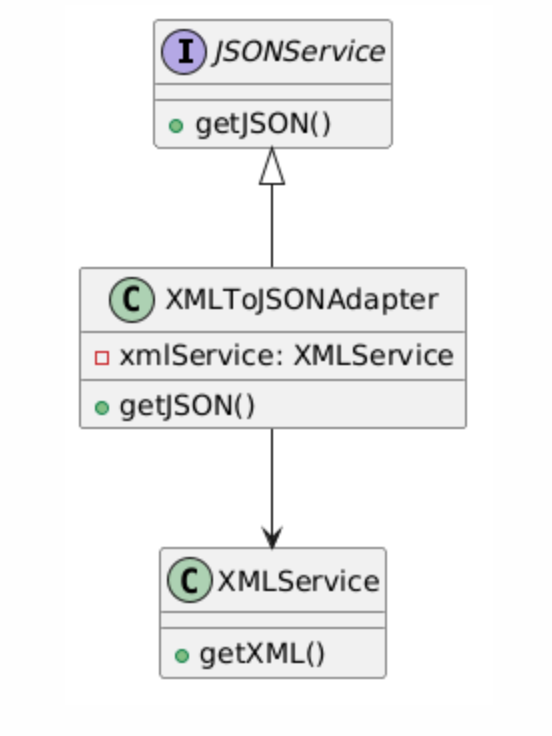 I JSONService
getJSON()
C XMLToJSONAdapter
xmlService: XMLService
getJSON()
C XMLService
getXML()